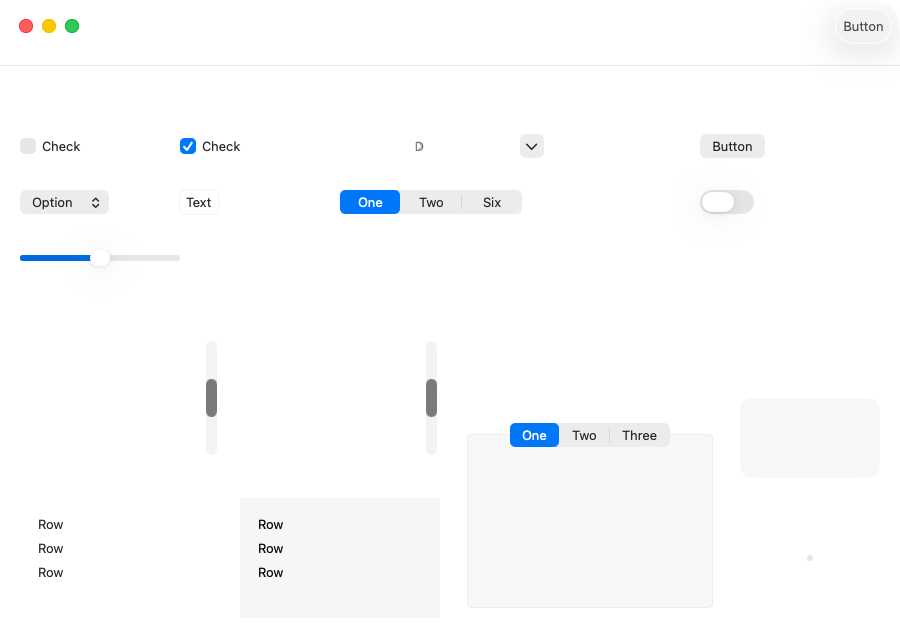 Button
Check
Check
D
Button
Option
Text
One
Two
Six
One
Two
Three
Row
Row
Row
Row
Row
Row